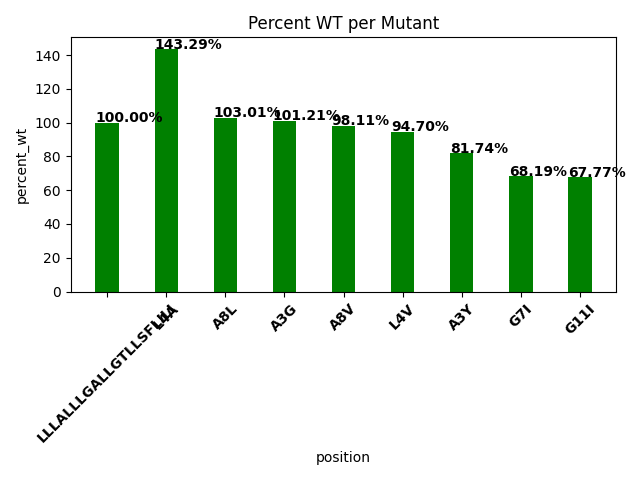 Percent WT per Mutant
percent_wt
140
120
100
80
60
40
20
0
100.00%
143.29%
103.01%
101.21%
98.11%
94.70%
81.74%
68.19%
67.77%
L4A
A8L
A3G
A8V
L4V
A3Y
G7I
G11I
position